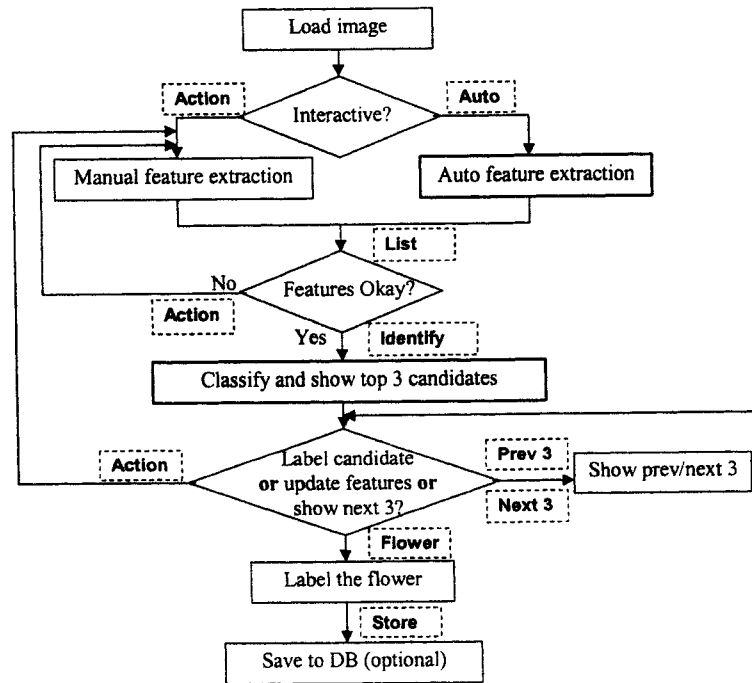 Load image
Action
Auto
Interactive?
Manual feature extraction
Auto feature extraction
List
No
Features Okay?
Action
Yes
Identify
Classify and show top 3 candidates
Action
Label candidate
or update features or
show next 3?
Prev 3
Next 3
Show prev/next 3
Flower
Label the flower
Store
Save to DB (optional)